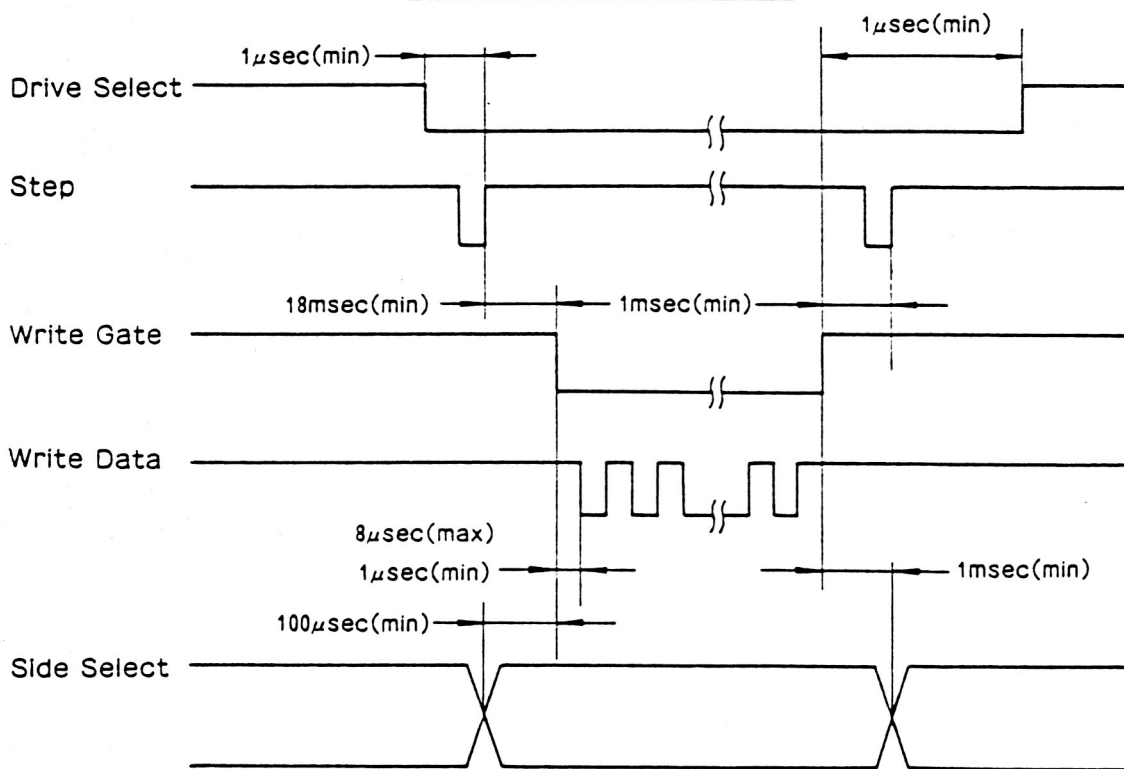 1μsec(min)
1μsec(min)
Drive Select
Step
18msec(min)
1msec(min)
Write Gate
Write Data
8μsec(max)
1μsec(min)
1msec(min)
100μsec(min)
Side Select